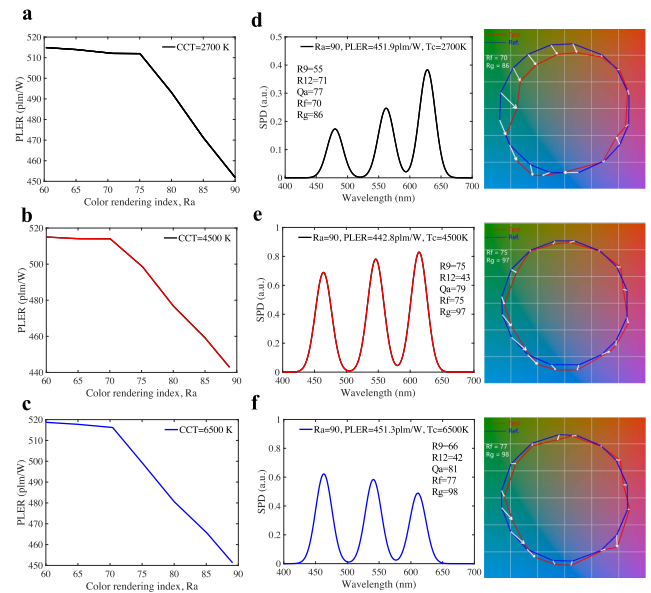 a
520
510
500
490
480
470
460
450
60 65 70 75 80 85 90
PLER (plm/W)
Color rendering index, Ra
CCT=2700 K
d
0.5
0.4
0.3
0.2
0.1
0
400 450 500 550 600 650 700
SPD (a.u.)
Wavelength (nm)
Ra=90, PLER=451.9plm/W, Tc=2700K
R9=55
R12=71
Qa=77
Rf=70
Rg=86
Ref.
Rf = 70
Rg = 86
b
520
500
480
460
440
60 65 70 75 80 85 90
PLER (plm/W)
Color rendering index, Ra
CCT=4500 K
e
1
0.8
0.6
0.4
0.2
0
400 450 500 550 600 650 700
SPD (a.u.)
Wavelength (nm)
Ra=90, PLER=442.8plm/W, Tc=4500K
R9=75
R12=43
Qa=79
Rf=75
Rg=97
Ref.
Rf = 75
Rg = 97
c
520
510
500
490
480
470
460
450
60 65 70 75 80 85 90
PLER (plm/W)
Color rendering index, Ra
CCT=6500 K
f
1
0.8
0.6
0.4
0.2
0
400 450 500 550 600 650 700
SPD (a.u.)
Wavelength (nm)
Ra=90, PLER=451.3plm/W, Tc=6500K
R9=66
R12=42
Qa=81
Rf=77
Rg=98
Ref.
Rf = 77
Rg = 98